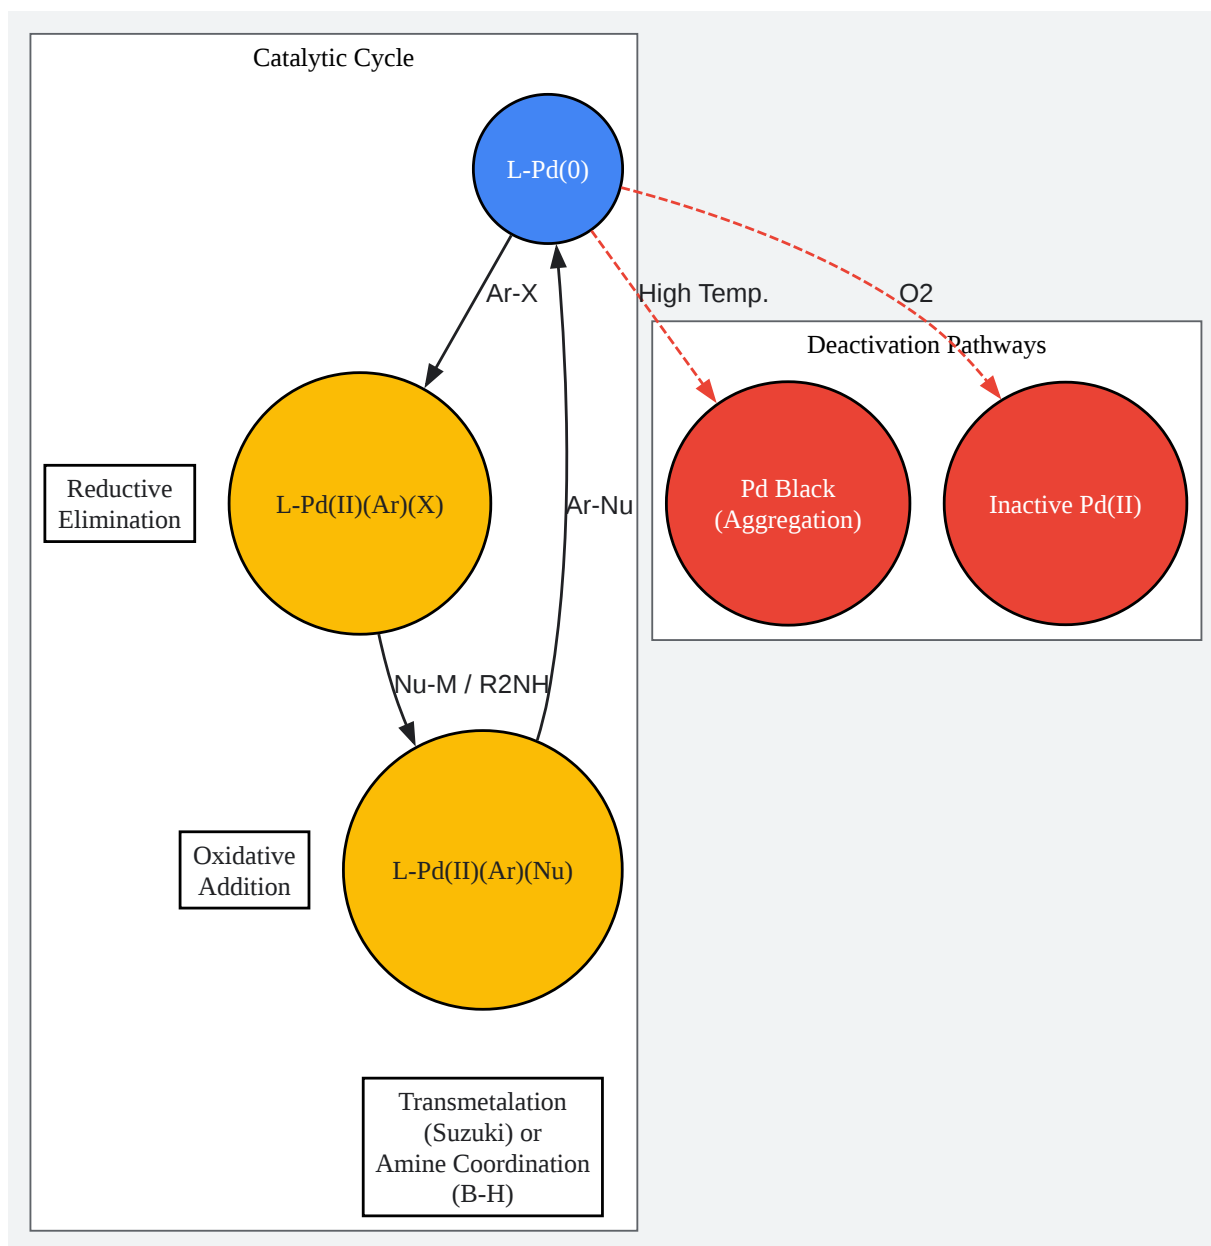 Catalytic Cycle
L-Pd(0)
Ar-X
High Temp.
O2
Deactivation Pathways
Reductive
Elimination
L-Pd(II)(Ar)(X)
Ar-Nu
Pd Black
(Aggregation)
Inactive Pd(II)
Nu-M / R2NH
Oxidative
Addition
L-Pd(II)(Ar)(Nu)
Transmetalation
(Suzuki) or
Amine Coordination
(B-H)